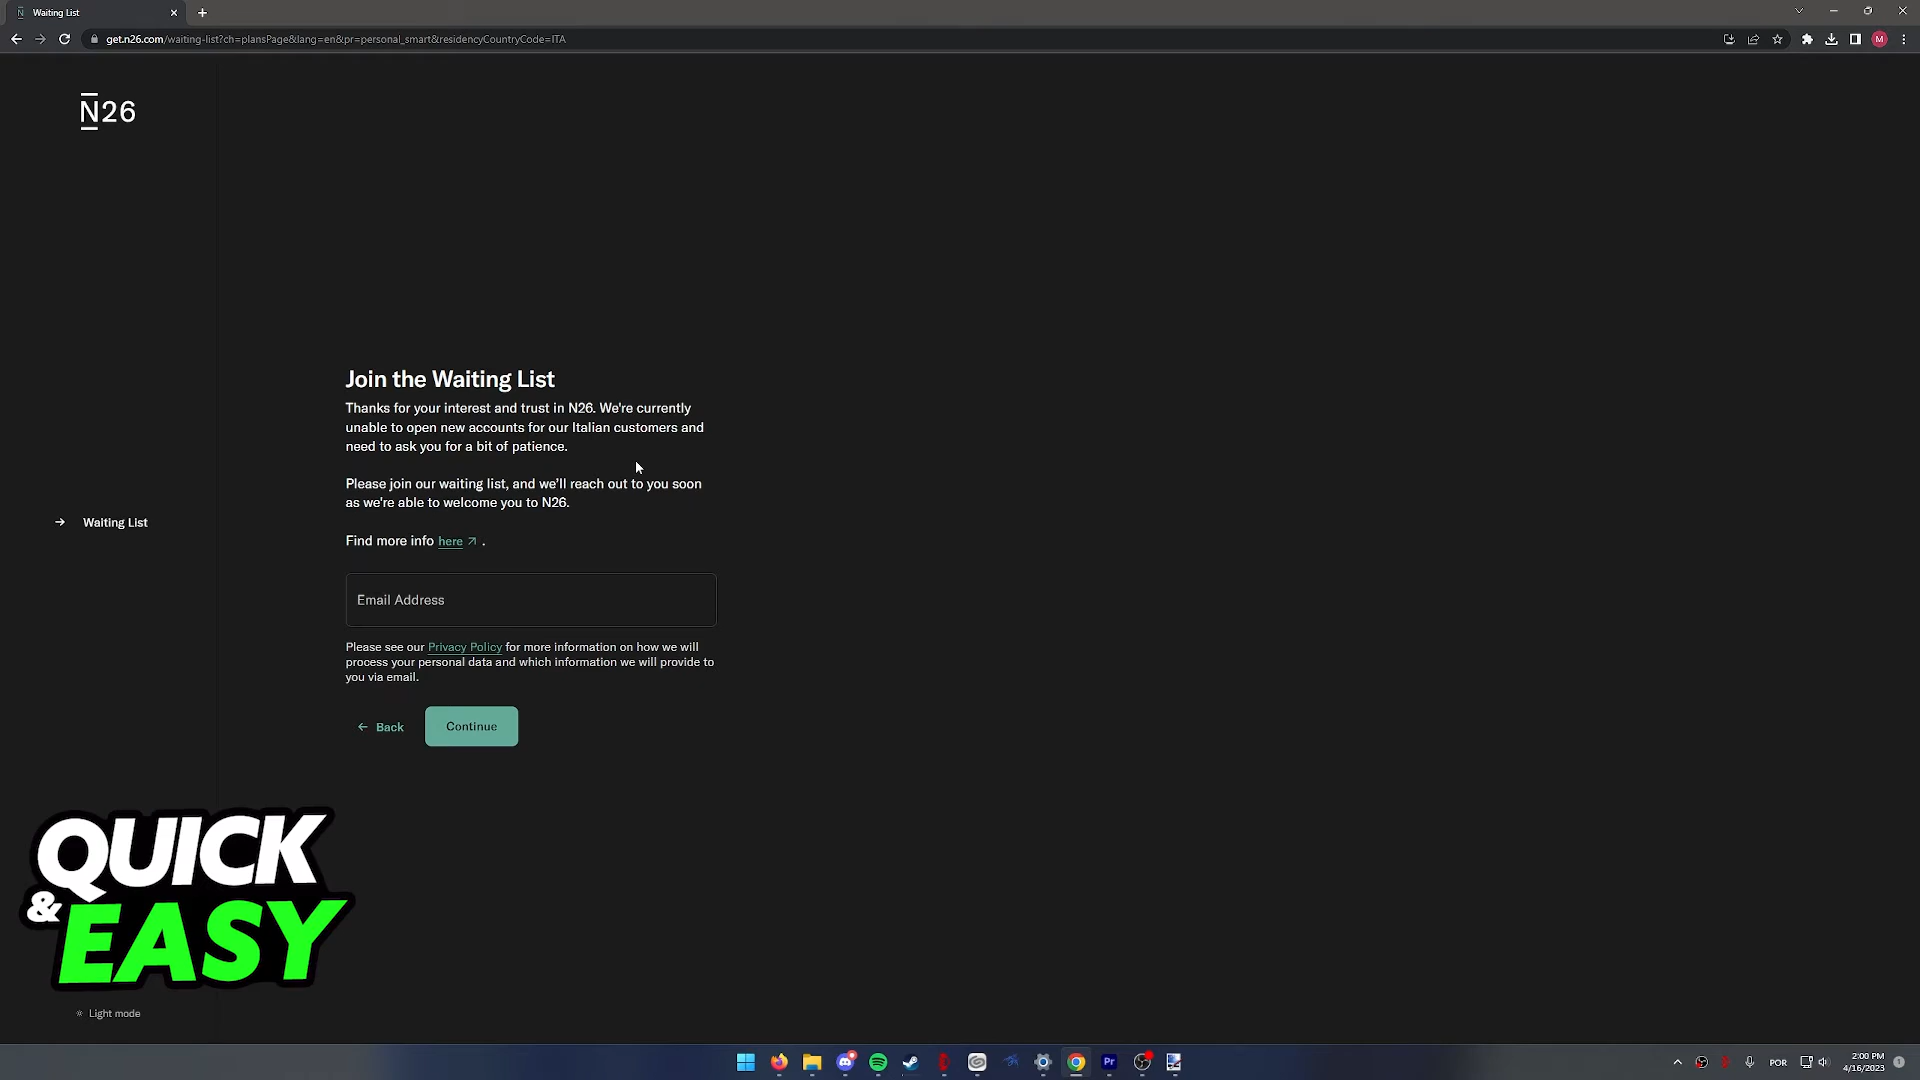 Waiting List
get.n26.com/waiting-list?ch=plansPage&lang=en&pr=personal_smart&residencyCountryCode=ITA
M
N26
Join the Waiting List
Thanks for your interest and trust in N26. We're currently
unable to open new accounts for our Italian customers and
need to ask you for a bit of patience.
Please join our waiting list, and we'll reach out to you soon
as we're able to welcome you to N26.
Find more info here ↗ .
→ Waiting List
Email Address
Please see our Privacy Policy for more information on how we will
process your personal data and which information we will provide to
you via email.
← Back
Continue
QUICK
& EASY
Light mode
Pr
POR
2:00 PM
4/16/2023
1